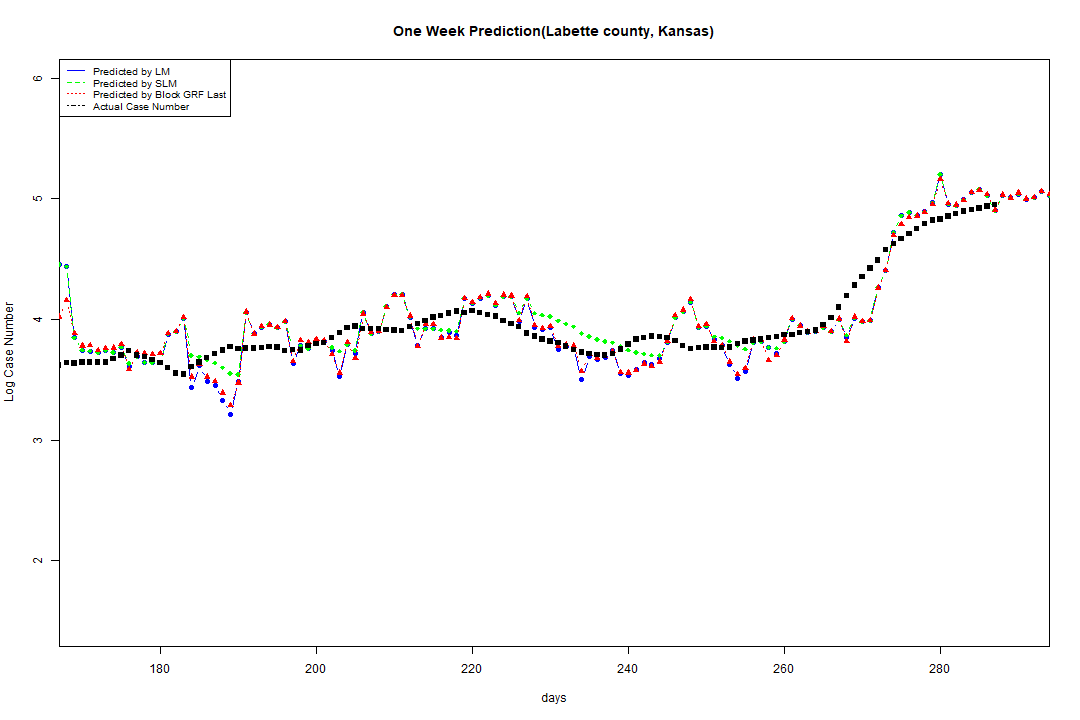 One Week Prediction(Labette county, Kansas)
Predicted by LM
Predicted by SLM
Predicted by Block GRF Last
Actual Case Number
6
5
4
3
2
Log Case Number
180 200 220 240 260 280
days